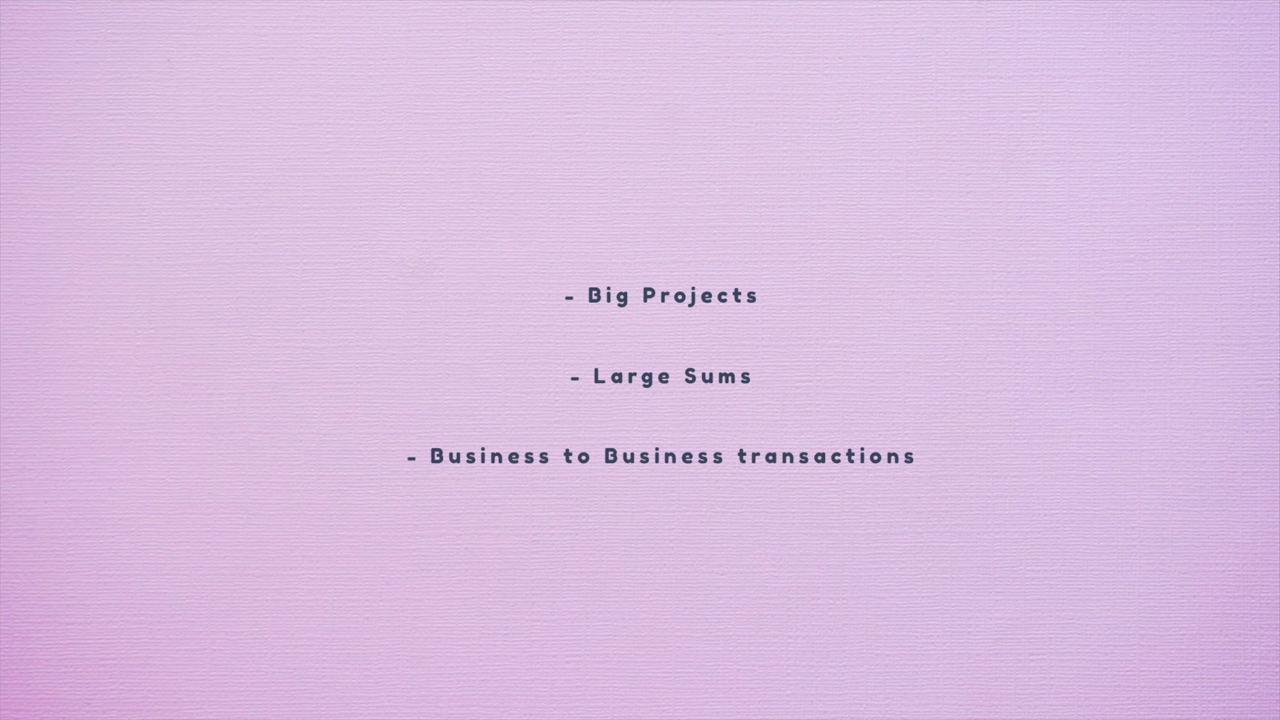 - Big Projects
- Large Sums
- Business to Business transactions